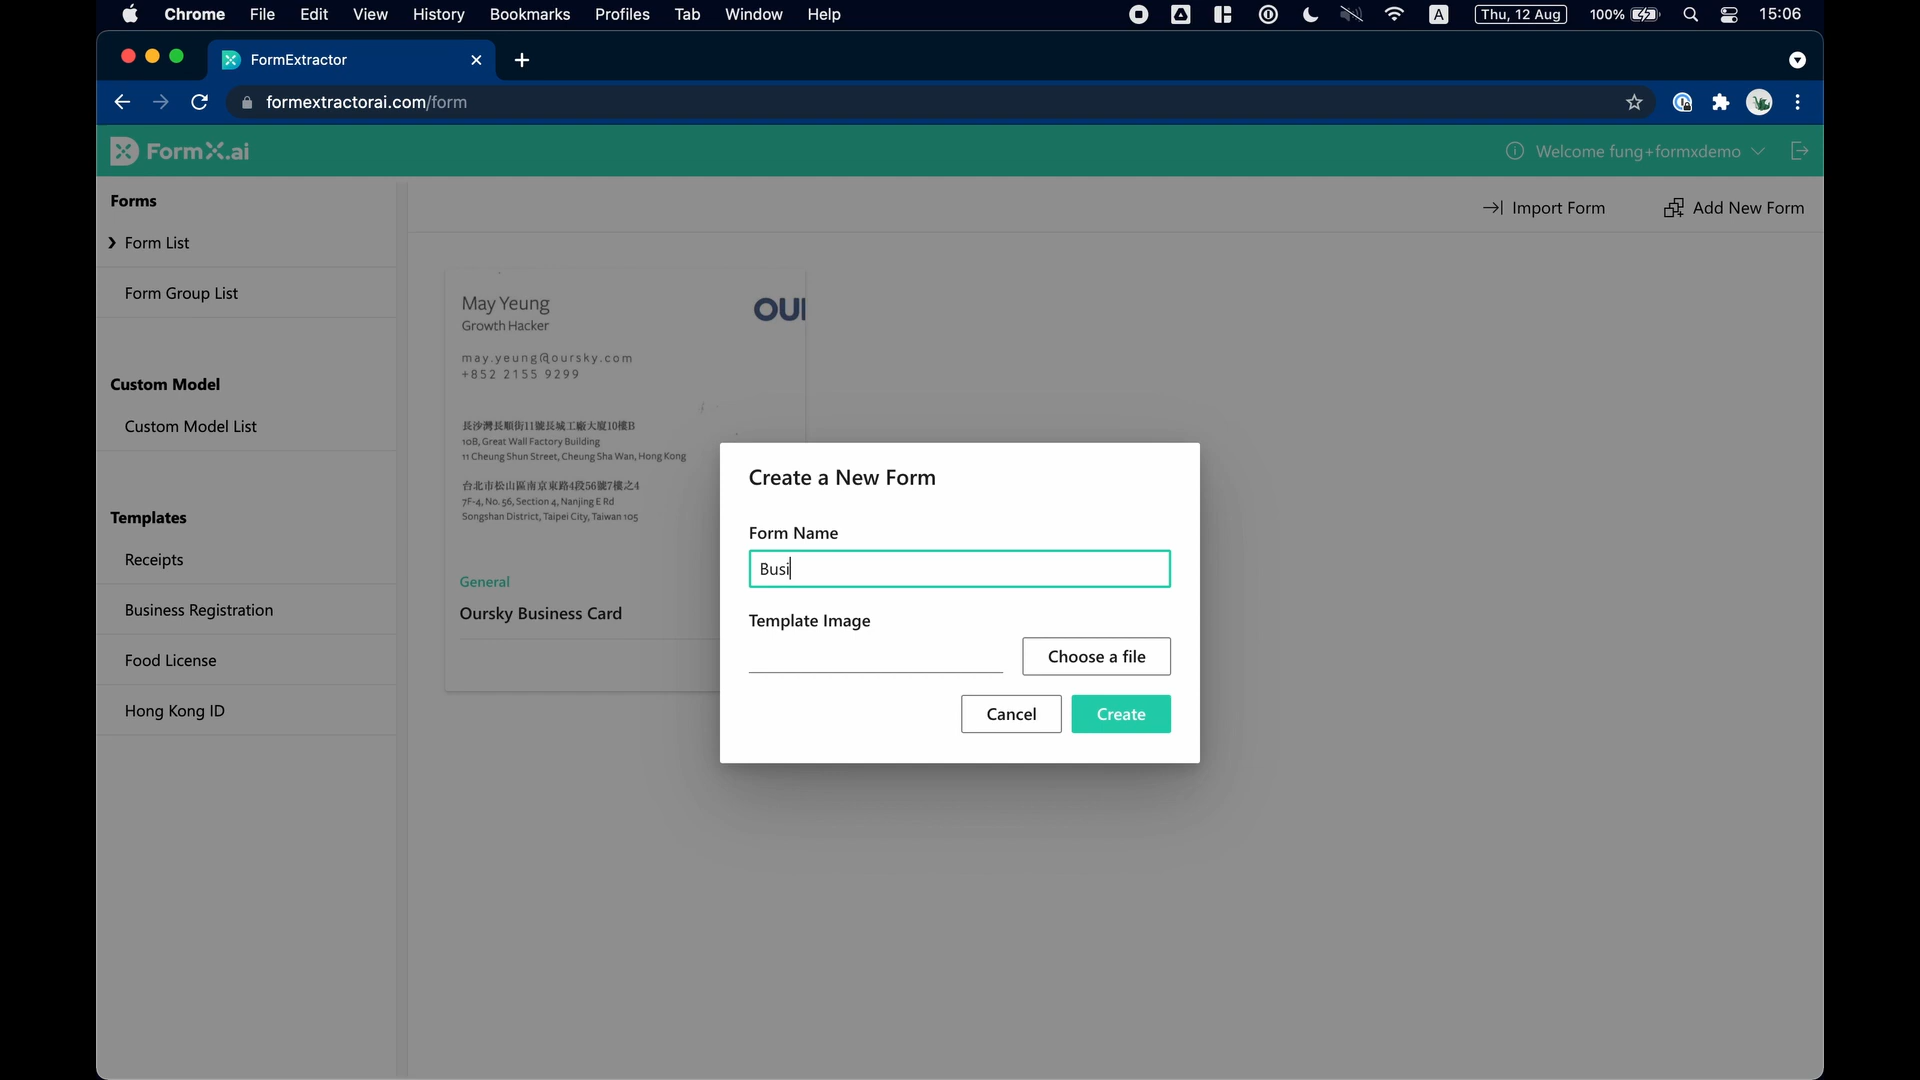 Chrome File Edit View History Bookmarks Profiles Tab Window Help A Thu, 12 Aug 100% 15:06
FormExtractor
formextractorai.com/form
FormX.ai
Welcome fung+formxdemo
Forms
Form List
Form Group List
Custom Model
Custom Model List
Templates
Receipts
Business Registration
Food License
Hong Kong ID
Import Form
Add New Form
May Yeung
Growth Hacker
OU
may.yeung@oursky.com
+852 2155 9299
長沙灣長順街11號長城工廠大廈10樓B
10B, Great Wall Factory Building
11 Cheung Shun Street, Cheung Sha Wan, Hong Kong
台北市松山區南京東路4段56號7樓之4
7F-4, No. 56, Section 4, Nanjing E Rd
Songshan District, Taipei City, Taiwan 105
General
Oursky Business Card
Create a New Form
Form Name
Busi
Template Image
Choose a file
Cancel
Create